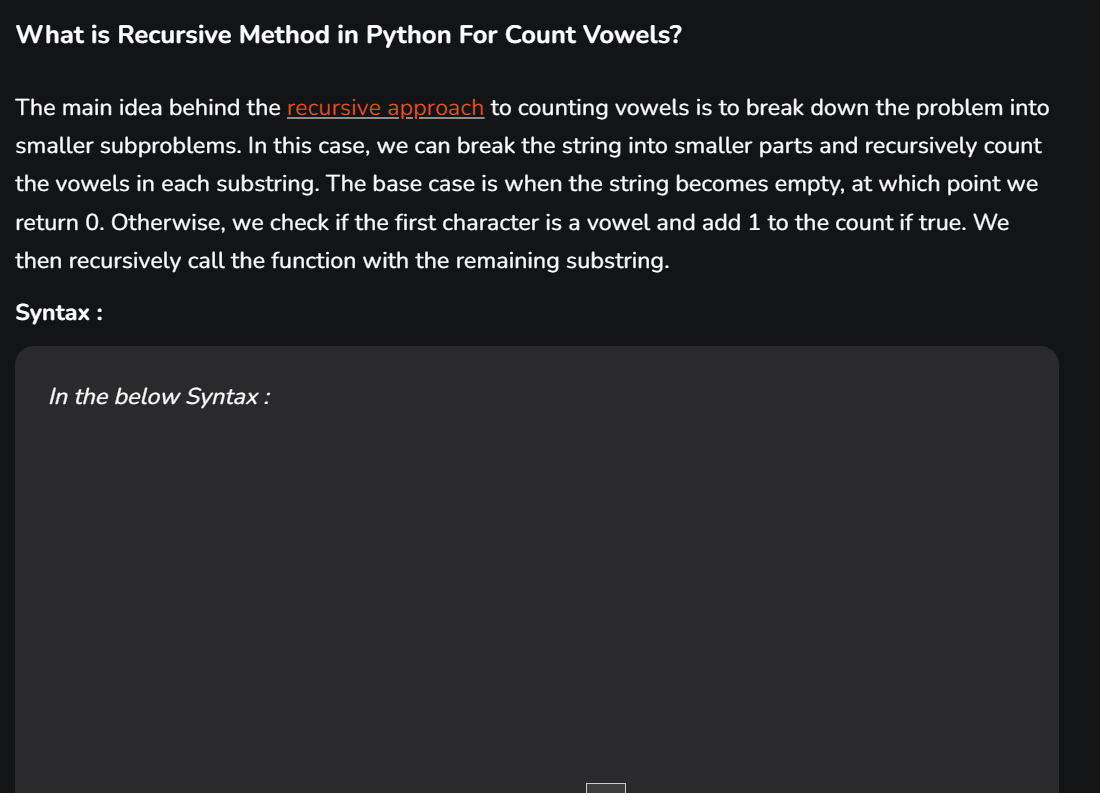 What is Recursive Method in Python For Count Vowels?
The main idea behind the recursive approach to counting vowels is to break down the problem into
smaller subproblems. In this case, we can break the string into smaller parts and recursively count
the vowels in each substring. The base case is when the string becomes empty, at which point we
return 0. Otherwise, we check if the first character is a vowel and add 1 to the count if true. We
then recursively call the function with the remaining substring.
Syntax :
In the below Syntax :